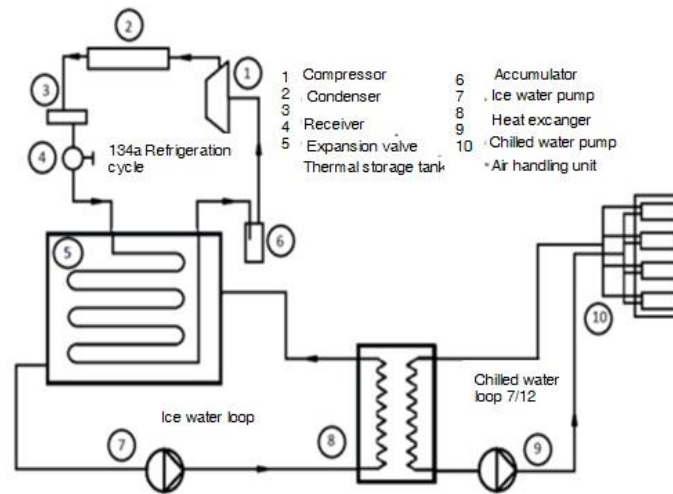 2
1
3
4
134a Refrigeration
cycle
1 Compressor
2 Condenser
3
4 Receiver
5 Expansion valve
Thermal storage tank
6 Accumulator
7 Ice water pump
8 Heat excanger
9
10 Chilled water pump
Air handling unit
5
6
10
Ice water loop
Chilled water
loop 7/12
7
8
9